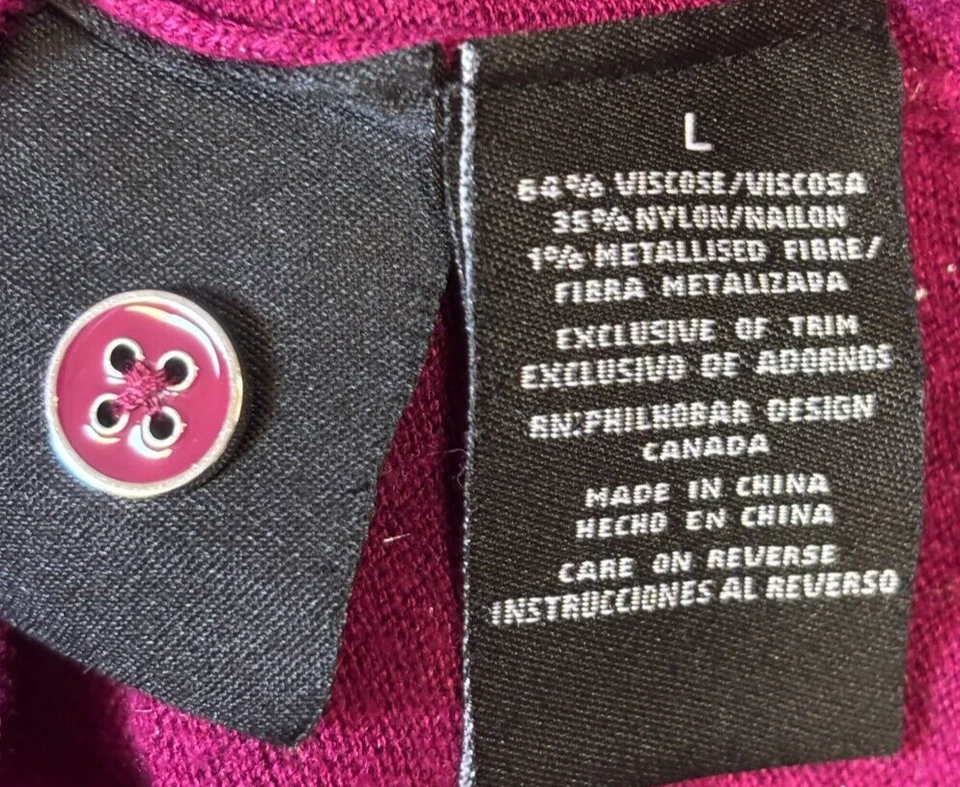 L
64% VISCOSE/VISCOSA
35% NYLON/NAILON
1% METALLISED FIBRE/
FIBRA METALIZADA
EXCLUSIVE OF TRIM
EXCLUSIVO DE ADORNOS
RN:PHILHOBAR DESIGN
CANADA
MADE IN CHINA
HECHO EN CHINA
CARE ON REVERSE
INSTRUCCIONES AL REVERSO